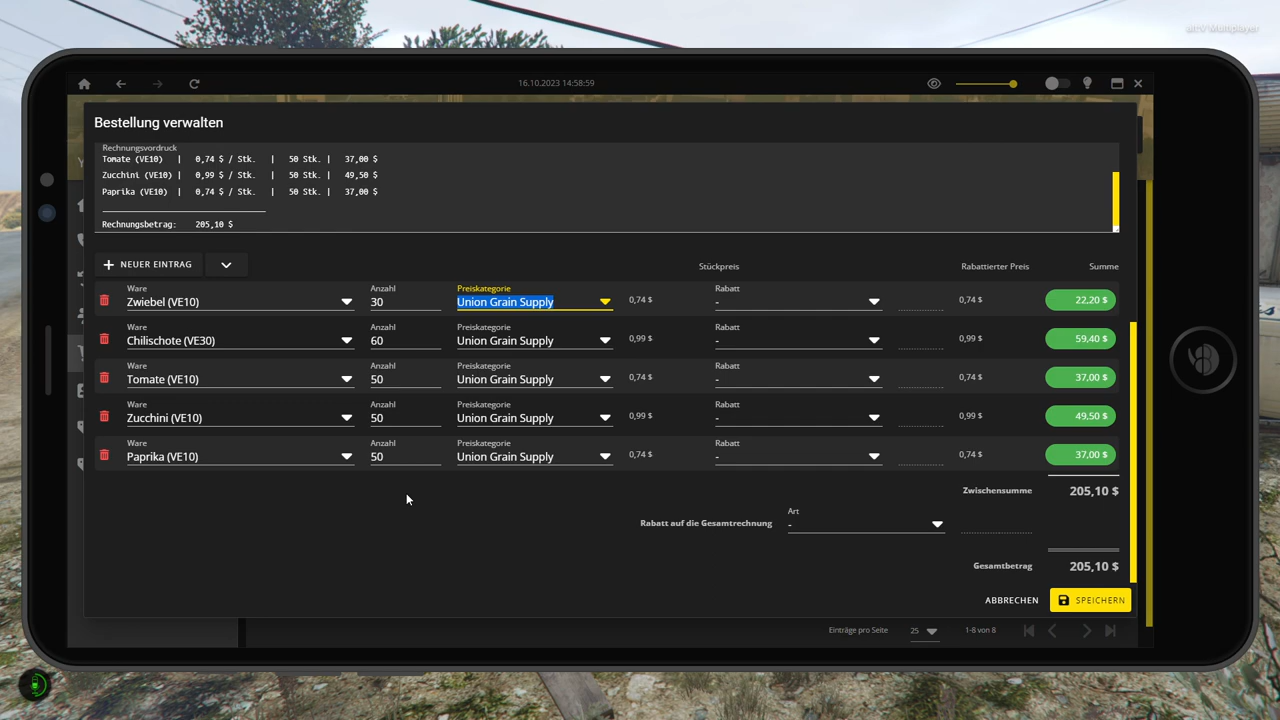 alt:V Multiplayer
16.10.2023 14:58:59
Bestellung verwalten
Rechnungsvordruck
Tomate (VE10) | 0,74 $ / Stk. | 50 Stk. | 37,00 $
Zucchini (VE10) | 0,99 $ / Stk. | 50 Stk. | 49,50 $
Paprika (VE10) | 0,74 $ / Stk. | 50 Stk. | 37,00 $
Rechnungsbetrag: 205,10 $
NEUER EINTRAG
Stückpreis Rabattierter Preis Summe
Ware Anzahl Preiskategorie Rabatt
Zwiebel (VE10) 30 Union Grain Supply 0,74 $ - 0,74 $ 22,20 $
Ware Anzahl Preiskategorie Rabatt
Chilischote (VE30) 60 Union Grain Supply 0,99 $ - 0,99 $ 59,40 $
Ware Anzahl Preiskategorie Rabatt
Tomate (VE10) 50 Union Grain Supply 0,74 $ - 0,74 $ 37,00 $
Ware Anzahl Preiskategorie Rabatt
Zucchini (VE10) 50 Union Grain Supply 0,99 $ - 0,99 $ 49,50 $
Ware Anzahl Preiskategorie Rabatt
Paprika (VE10) 50 Union Grain Supply 0,74 $ - 0,74 $ 37,00 $
Zwischensumme 205,10 $
Art
Rabatt auf die Gesamtrechnung -
Gesamtbetrag 205,10 $
ABBRECHEN SPEICHERN
Einträge pro Seite 25 1-8 von 8